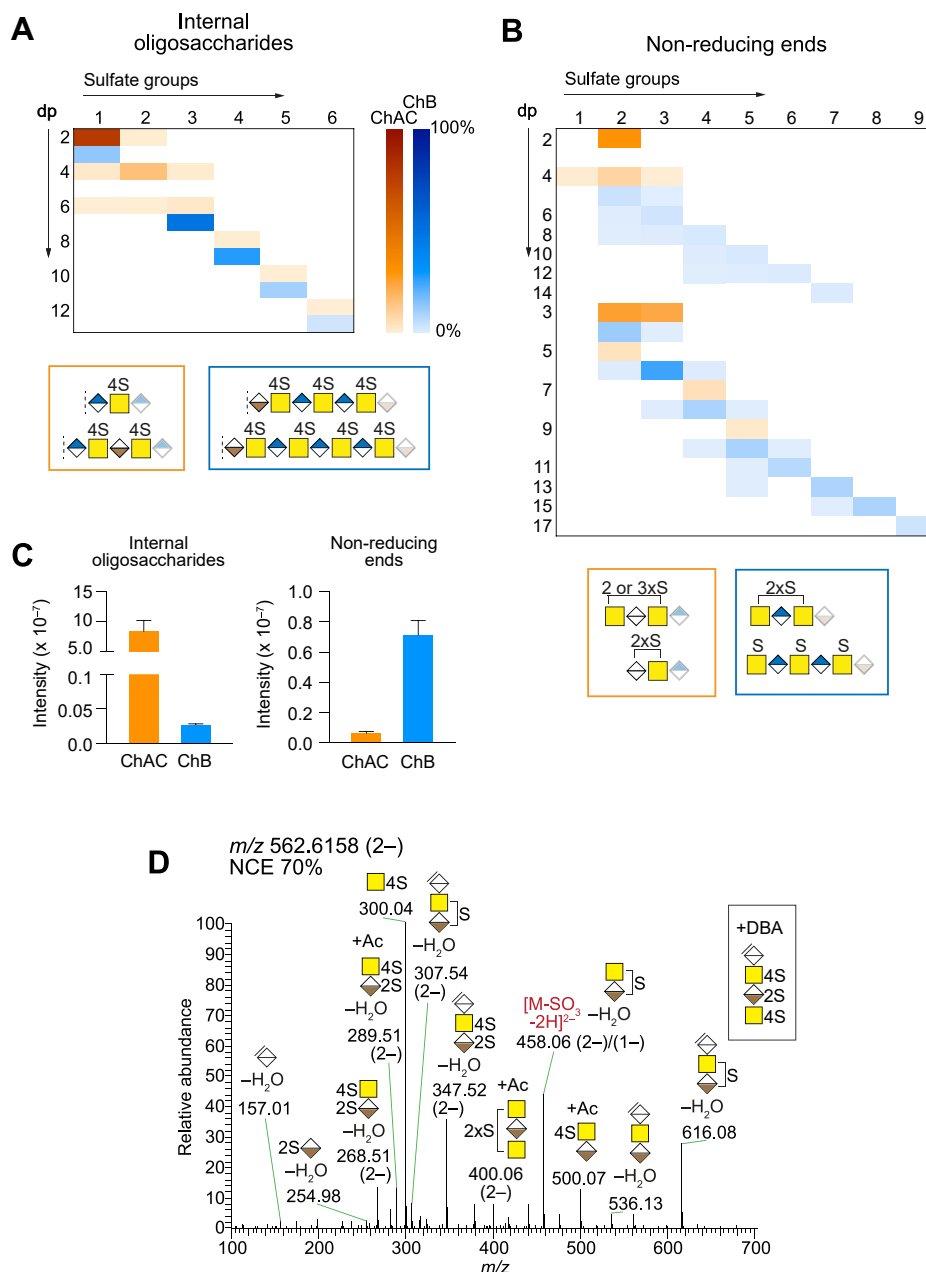 A
Internal
oligosaccharides
Sulfate groups
dp
1 2 3 4 5 6
2
4
6
8
10
12
ChAC
ChB
100%
0%
4S
4S 4S
4S 4S 4S
4S 4S 4S 4S
B
Non-reducing ends
Sulfate groups
dp
1 2 3 4 5 6 7 8 9
2
4
6
8
10
12
14
3
5
7
9
11
13
15
17
2 or 3xS
2xS
2xS
S S S
C
Internal
oligosaccharides
Intensity (x 10⁻⁷)
15
5.0
0.1
0.05
0.0
ChAC ChB
Non-reducing
ends
Intensity (x 10⁻⁷)
1.0
0.8
0.6
0.4
0.2
0.0
ChAC ChB
D
m/z 562.6158 (2–)
NCE 70%
Relative abundance
100
90
80
70
60
50
40
30
20
10
0
100 200 300 400 500 600 700
m/z
–H₂O
157.01
2S
–H₂O
254.98
4S
2S
–H₂O
268.51
(2–)
+Ac
4S
2S
–H₂O
289.51
(2–)
4S
300.04
S
–H₂O
307.54
(2–)
4S
2S
–H₂O
347.52
(2–)
+Ac
2xS
400.06
(2–)
[M-SO₃
-2H]²⁻
458.06 (2–)/(1–)
S
–H₂O
+Ac
4S
500.07
–H₂O
536.13
S
–H₂O
616.08
+DBA
4S
2S
4S